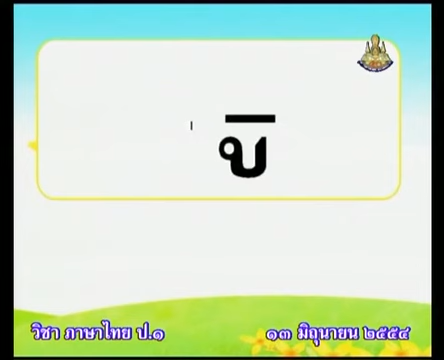 ข
วิชา ภาษาไทย ป.๑
๑๓ มิถุนายน ๒๕๕๔